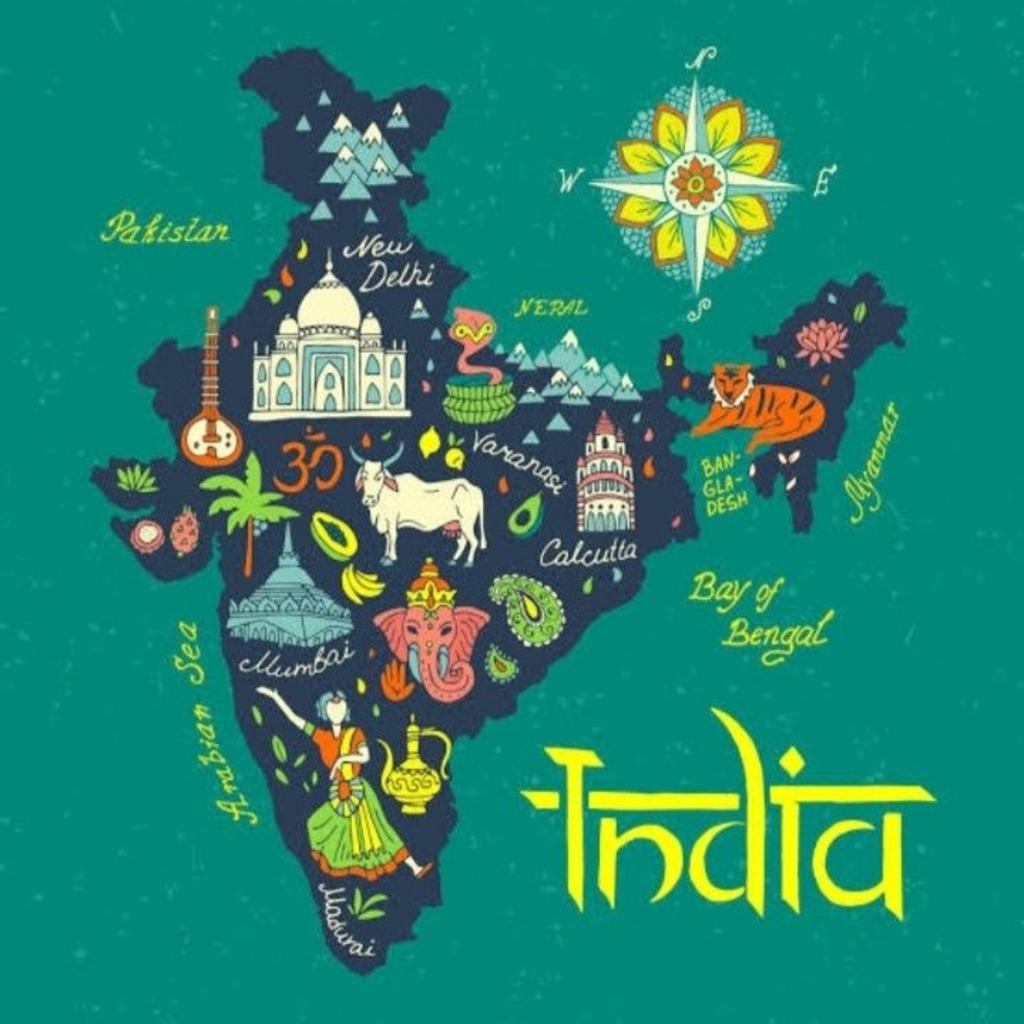 N
W
E
S
Pakistan
New
Delhi
NEPAL
ॐ
Varanasi
BAN-
GLA-
DESH
Myanmar
Calcutta
Bay of
Bengal
Arabian Sea
Mumbai
India
Madurai